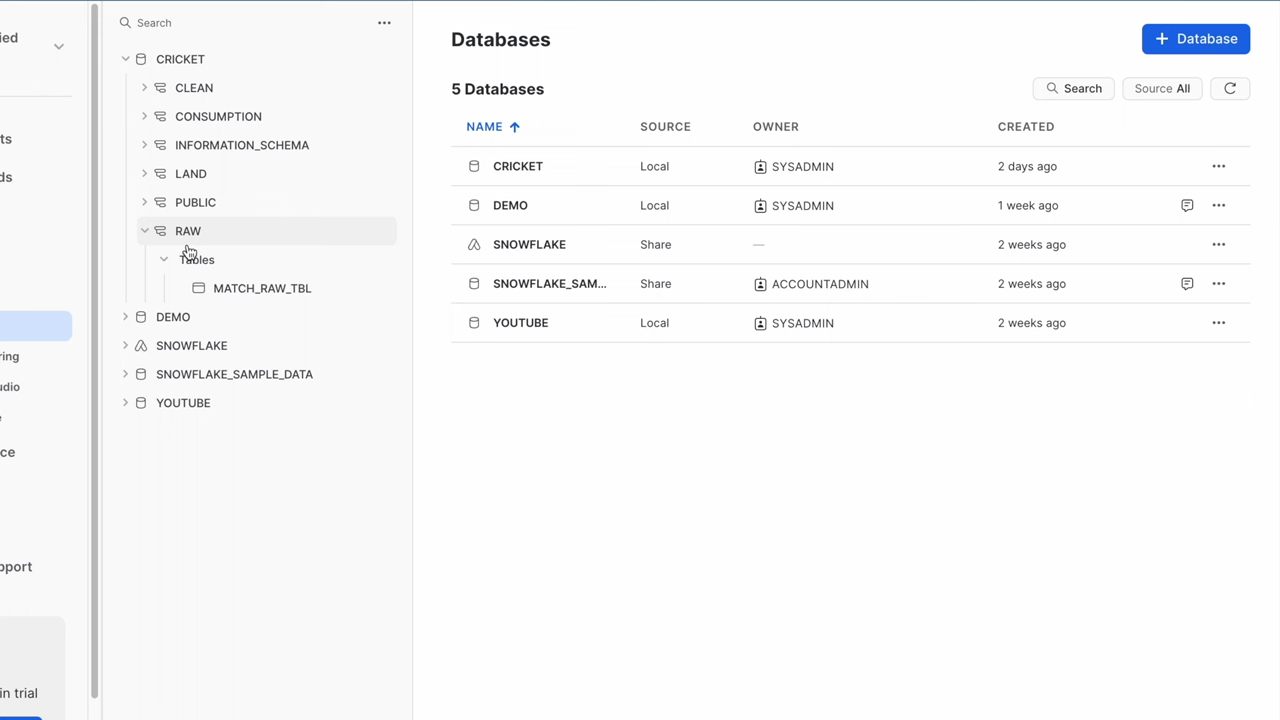 ied
ts
ds
ring
udio
e
ce
pport
in trial
Search
CRICKET
CLEAN
CONSUMPTION
INFORMATION_SCHEMA
LAND
PUBLIC
RAW
Tables
MATCH_RAW_TBL
DEMO
SNOWFLAKE
SNOWFLAKE_SAMPLE_DATA
YOUTUBE
Databases
+ Database
5 Databases
Search
Source All
NAME SOURCE OWNER CREATED
CRICKET Local SYSADMIN 2 days ago
DEMO Local SYSADMIN 1 week ago
SNOWFLAKE Share — 2 weeks ago
SNOWFLAKE_SAM... Share ACCOUNTADMIN 2 weeks ago
YOUTUBE Local SYSADMIN 2 weeks ago